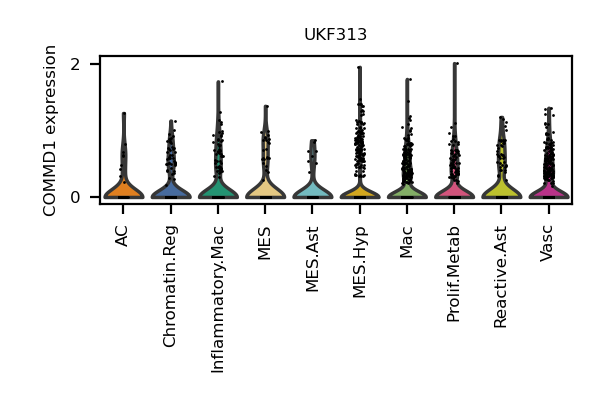 UKF313
COMMD1 expression
2
0
AC
Chromatin.Reg
Inflammatory.Mac
MES
MES.Ast
MES.Hyp
Mac
Prolif.Metab
Reactive.Ast
Vasc